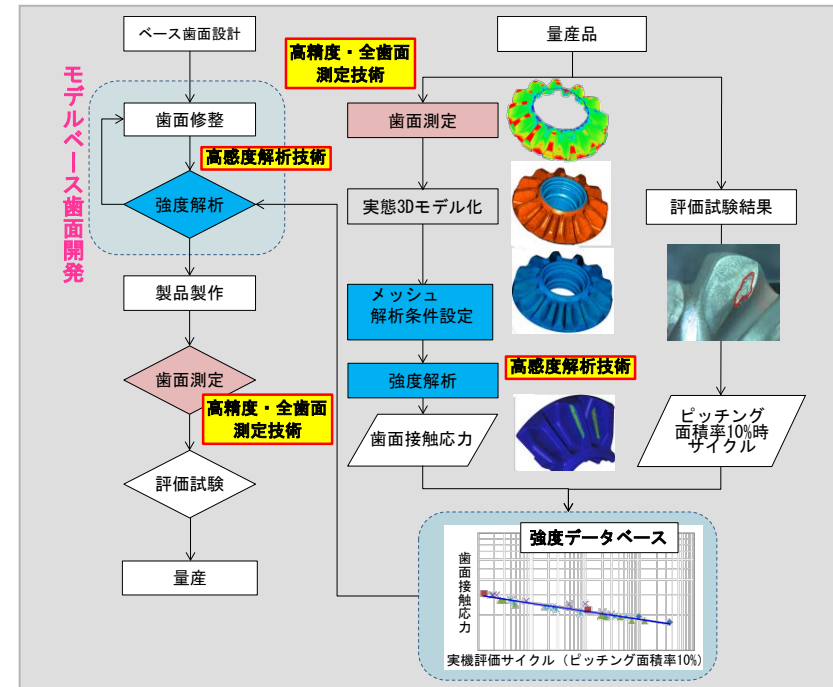 ベース歯面設計
モデルベース歯面開発
歯面修整
高感度解析技術
強度解析
製品製作
歯面測定
高精度・全歯面
測定技術
評価試験
量産
量産品
高精度・全歯面
測定技術
歯面測定
実態3Dモデル化
メッシュ
解析条件設定
強度解析
高感度解析技術
歯面接触応力
評価試験結果
ピッチング
面積率10%時
サイクル
強度データベース
歯面接触応力
実機評価サイクル（ピッチング面積率10%）